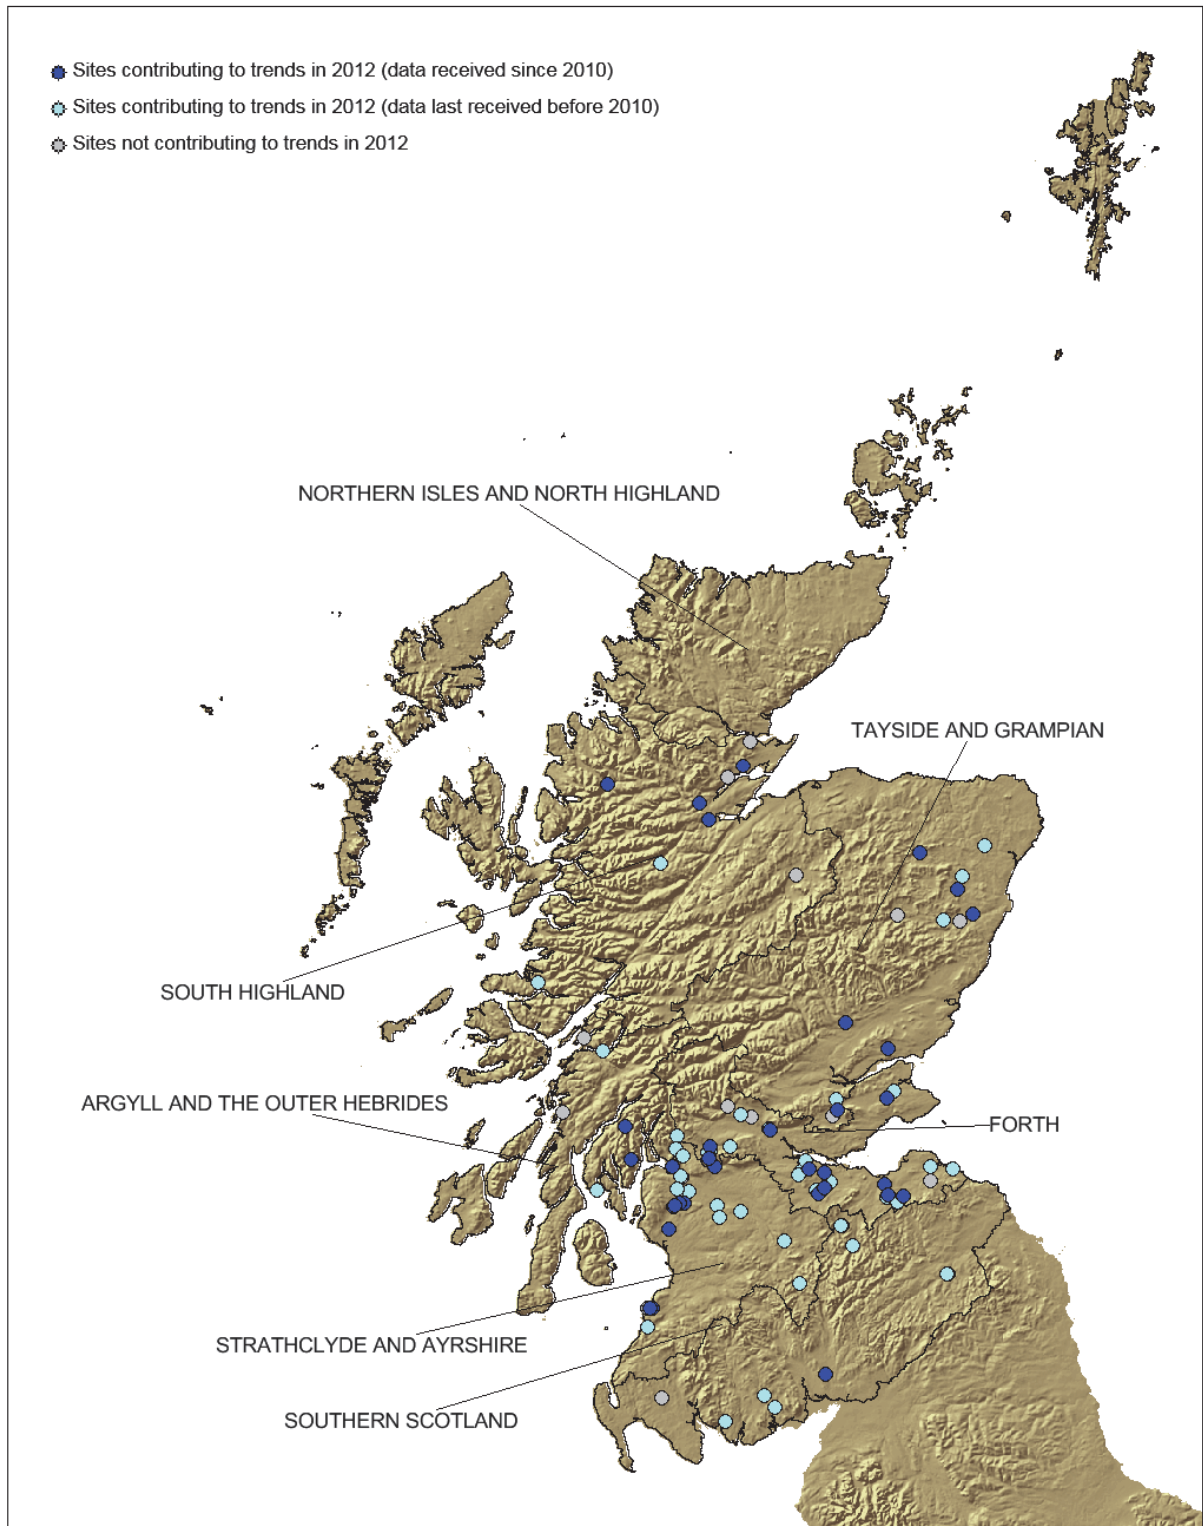 Sites contributing to trends in 2012 (data received since 2010)
Sites contributing to trends in 2012 (data last received before 2010)
Sites not contributing to trends in 2012
NORTHERN ISLES AND NORTH HIGHLAND
TAYSIDE AND GRAMPIAN
SOUTH HIGHLAND
ARGYLL AND THE OUTER HEBRIDES
FORTH
STRATHCLYDE AND AYRSHIRE
SOUTHERN SCOTLAND